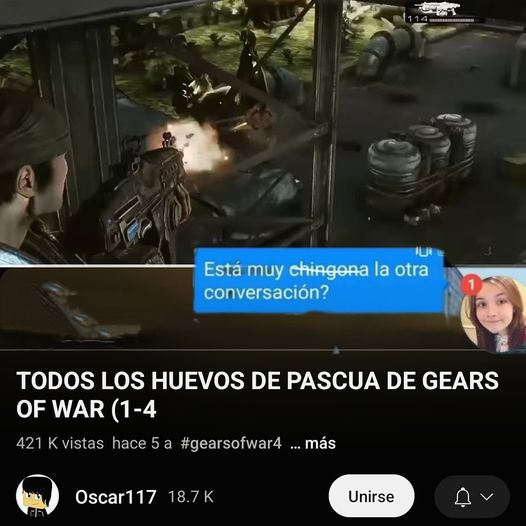 114
Está muy chingona la otra
conversación?
1
TODOS LOS HUEVOS DE PASCUA DE GEARS
OF WAR (1-4
421 K vistas hace 5 a #gearsofwar4 ... más
Oscar117 18.7 K Unirse